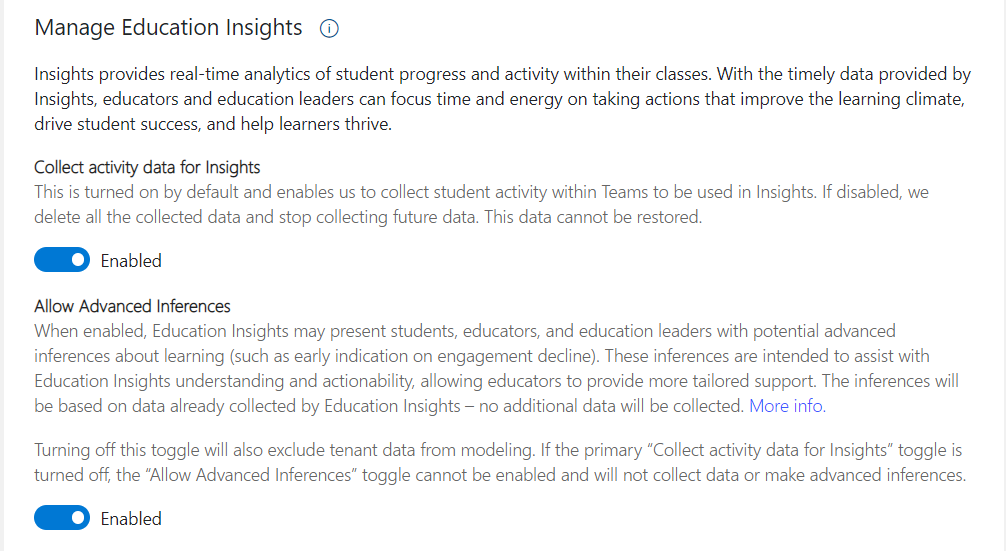 Manage Education Insights
Insights provides real-time analytics of student progress and activity within their classes. With the timely data provided by
Insights, educators and education leaders can focus time and energy on taking actions that improve the learning climate,
drive student success, and help learners thrive.
Collect activity data for Insights
This is turned on by default and enables us to collect student activity within Teams to be used in Insights. If disabled, we
delete all the collected data and stop collecting future data. This data cannot be restored.
Enabled
Allow Advanced Inferences
When enabled, Education Insights may present students, educators, and education leaders with potential advanced
inferences about learning (such as early indication on engagement decline). These inferences are intended to assist with
Education Insights understanding and actionability, allowing educators to provide more tailored support. The inferences will
be based on data already collected by Education Insights – no additional data will be collected. More info.
Turning off this toggle will also exclude tenant data from modeling. If the primary “Collect activity data for Insights” toggle is
turned off, the “Allow Advanced Inferences” toggle cannot be enabled and will not collect data or make advanced inferences.
Enabled